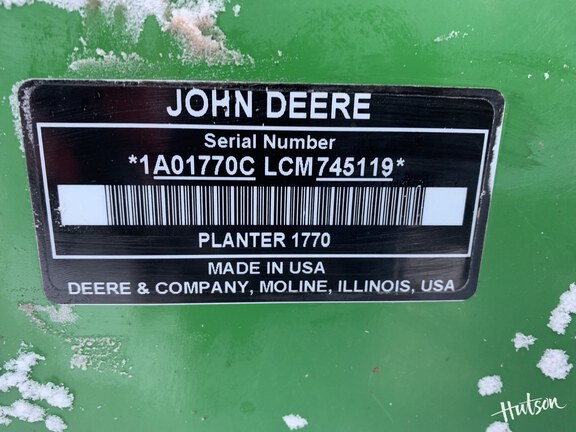 JOHN DEERE
Serial Number
*1A01770C LCM745119*
PLANTER 1770
MADE IN USA
DEERE & COMPANY, MOLINE, ILLINOIS, USA
Hutson